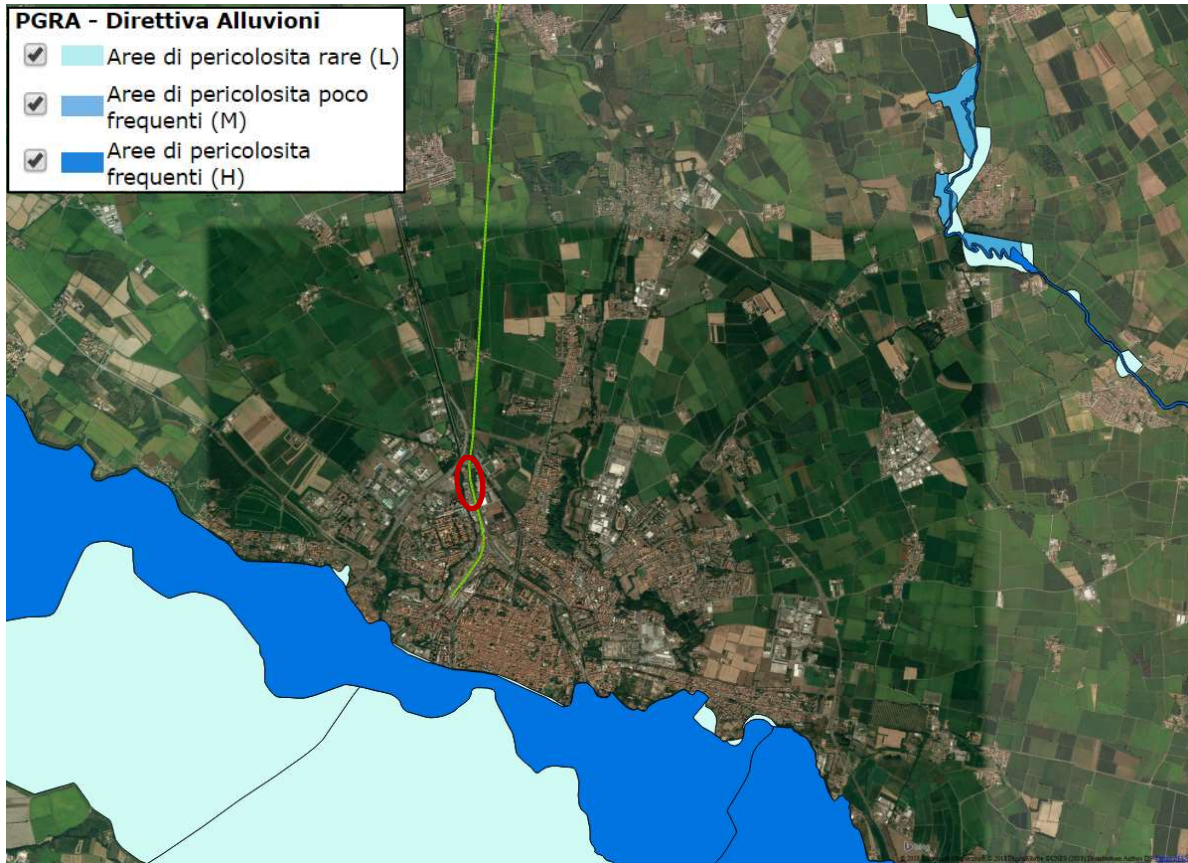 PGRA - Direttiva Alluvioni
Aree di pericolosita rare (L)
Aree di pericolosita poco
frequenti (M)
Aree di pericolosita
frequenti (H)